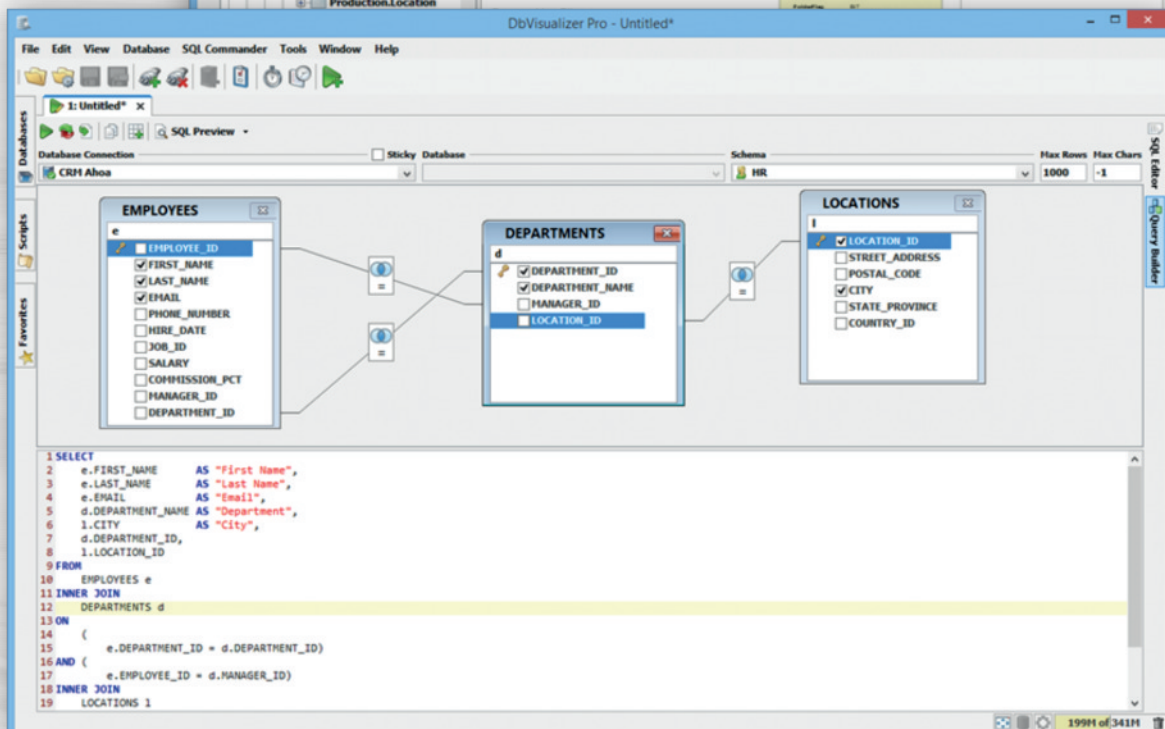 Production.Location
DbVisualizer Pro - Untitled*
File Edit View Database SQL Commander Tools Window Help
1: Untitled*
SQL Preview
Database Connection Sticky Database Schema Max Rows Max Chars
CRM Ahoa HR 1000 -1
Databases
Scripts
Favorites
SQL Editor
Query Builder
EMPLOYEES
e
EMPLOYEE_ID
FIRST_NAME
LAST_NAME
EMAIL
PHONE_NUMBER
HIRE_DATE
JOB_ID
SALARY
COMMISSION_PCT
MANAGER_ID
DEPARTMENT_ID
=
=
DEPARTMENTS
d
DEPARTMENT_ID
DEPARTMENT_NAME
MANAGER_ID
LOCATION_ID
=
LOCATIONS
l
LOCATION_ID
STREET_ADDRESS
POSTAL_CODE
CITY
STATE_PROVINCE
COUNTRY_ID
1 SELECT
2 e.FIRST_NAME AS "First Name",
3 e.LAST_NAME AS "Last Name",
4 e.EMAIL AS "Email",
5 d.DEPARTMENT_NAME AS "Department",
6 l.CITY AS "City",
7 d.DEPARTMENT_ID,
8 l.LOCATION_ID
9 FROM
10 EMPLOYEES e
11 INNER JOIN
12 DEPARTMENTS d
13 ON
14 (
15 e.DEPARTMENT_ID = d.DEPARTMENT_ID)
16 AND (
17 e.EMPLOYEE_ID = d.MANAGER_ID)
18 INNER JOIN
19 LOCATIONS l
199M of 341M